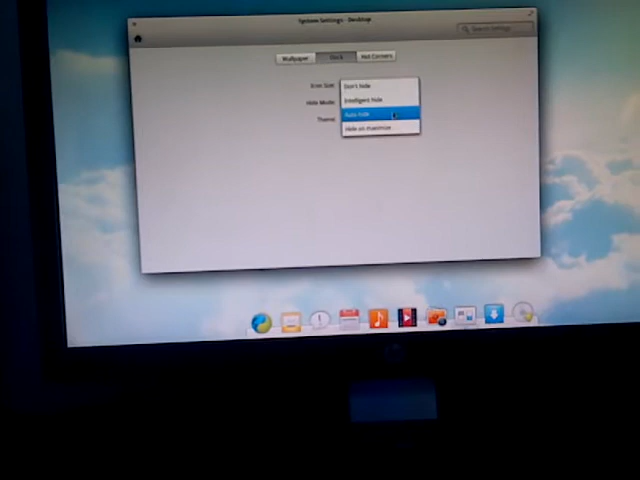 System Settings - Desktop
Search Settings
Wallpaper
Dock
Hot Corners
Icon Size:
Hide Mode:
Theme:
Don't hide
Intelligent hide
Auto hide
Hide on maximize